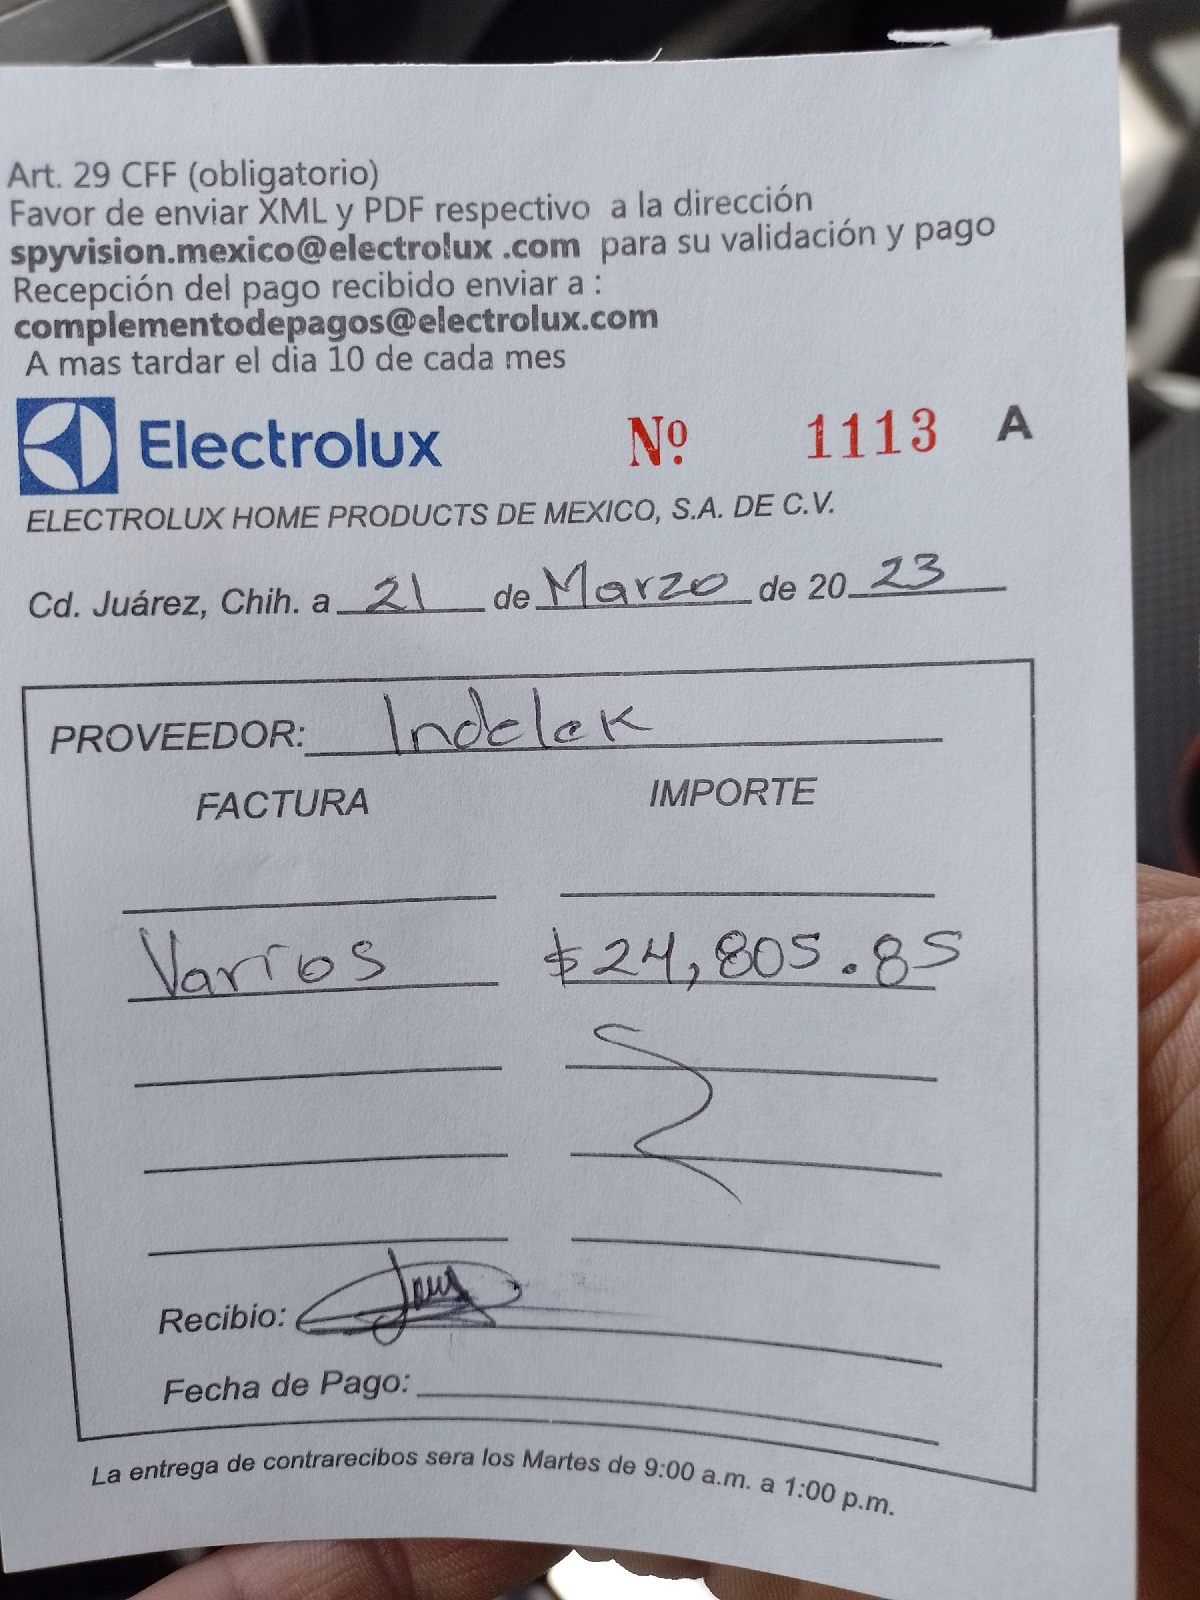 Art. 29 CFF (obligatorio)
Favor de enviar XML y PDF respectivo a la dirección
spyvision.mexico@electrolux .com para su validación y pago
Recepción del pago recibido enviar a :
complementodepagos@electrolux.com
A mas tardar el dia 10 de cada mes
Electrolux Nº 1113 A
ELECTROLUX HOME PRODUCTS DE MEXICO, S.A. DE C.V.
Cd. Juárez, Chih. a 21 de Marzo de 20 23
PROVEEDOR: Indelek
FACTURA IMPORTE
Varios $24,805.85
Recibio:
Fecha de Pago:
La entrega de contrarecibos sera los Martes de 9:00 a.m. a 1:00 p.m.